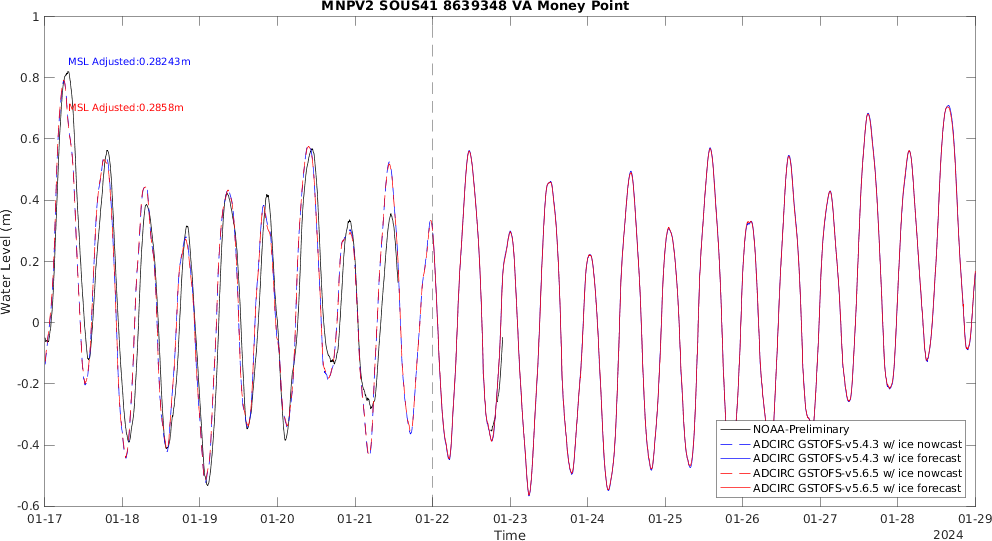 MNPV2 SOUS41 8639348 VA Money Point
MSL Adjusted:0.28243m
MSL Adjusted:0.2858m
Water Level (m)
1
0.8
0.6
0.4
0.2
0
-0.2
-0.4
-0.6
NOAA-Preliminary
ADCIRC GSTOFS-v5.4.3 w/ ice nowcast
ADCIRC GSTOFS-v5.4.3 w/ ice forecast
ADCIRC GSTOFS-v5.6.5 w/ ice nowcast
ADCIRC GSTOFS-v5.6.5 w/ ice forecast
01-17 01-18 01-19 01-20 01-21 01-22 01-23 01-24 01-25 01-26 01-27 01-28 01-29
Time
2024